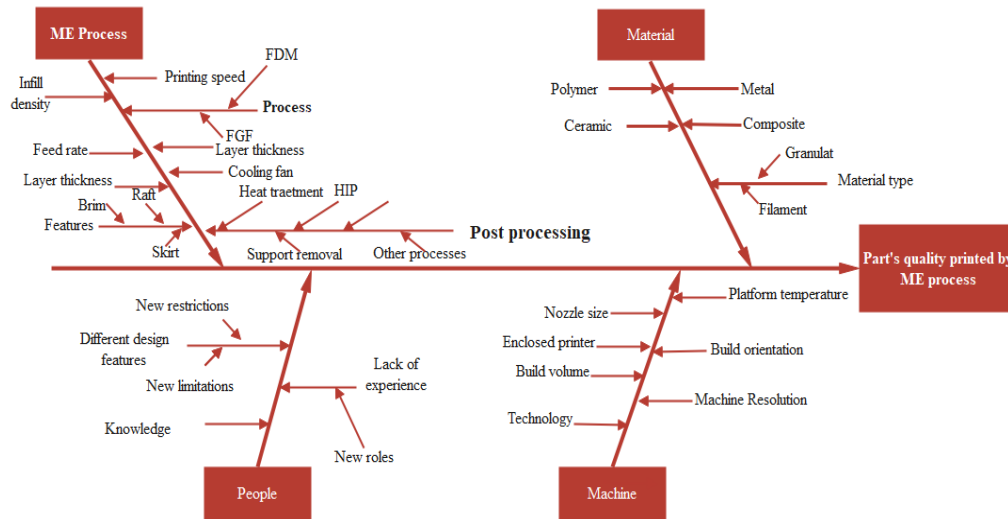 ME Process
Material
FDM
Printing speed
Infill
density
Process
FGF
Feed rate
Layer thickness
Cooling fan
Layer thickness
Raft
Brim
Features
Skirt
Heat traetment
HIP
Post processing
Support removal
Other processes
Polymer
Metal
Ceramic
Composite
Granulat
Material type
Filament
Part's quality printed by
ME process
New restrictions
Different design
features
New limitations
Lack of
experience
Knowledge
New roles
People
Platform temperature
Nozzle size
Enclosed printer
Build orientation
Build volume
Machine Resolution
Technology
Machine